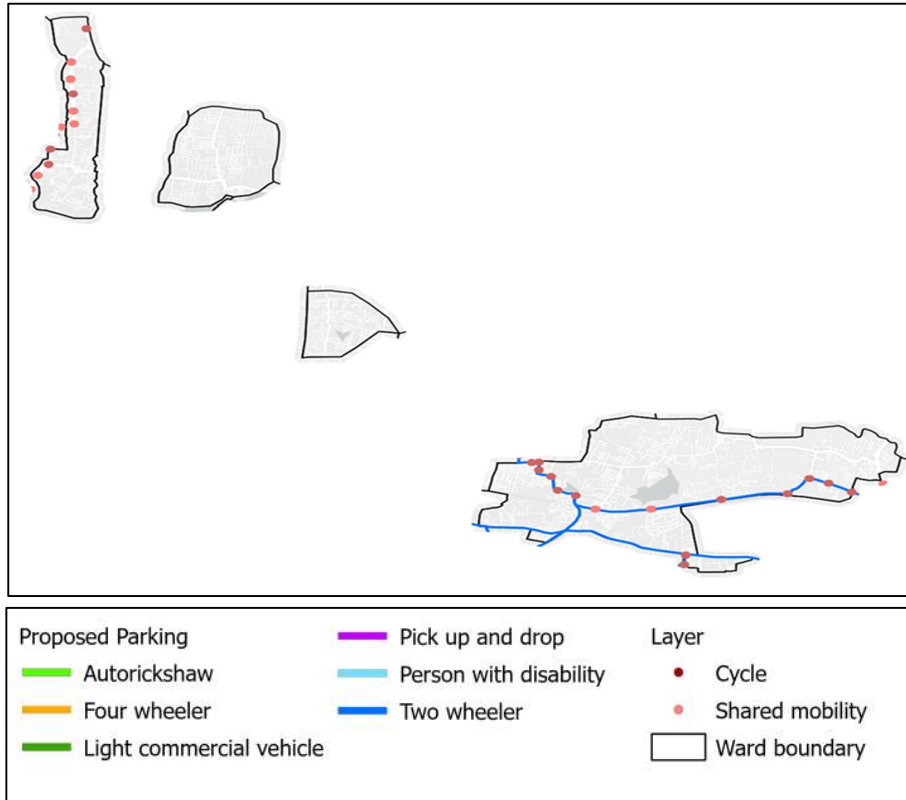 Proposed Parking
Autorickshaw
Four wheeler
Light commercial vehicle
Pick up and drop
Person with disability
Two wheeler
Layer
Cycle
Shared mobility
Ward boundary